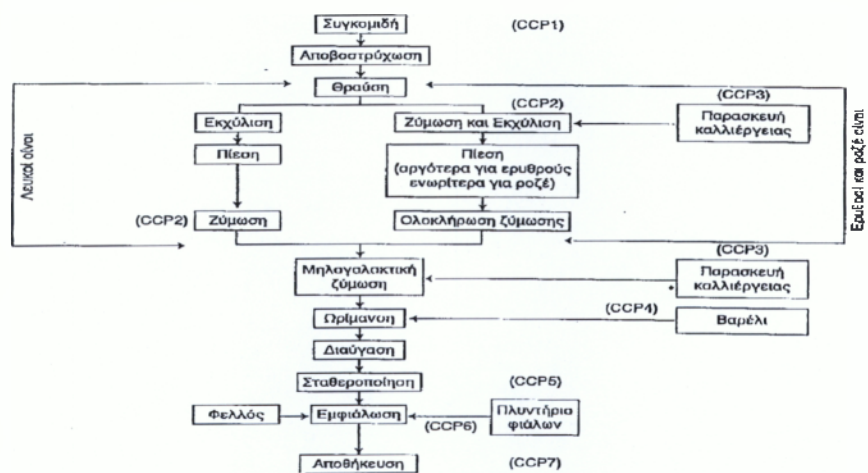 Συγκομιδή (CCP1)
Αποβοστρύχωση
Θραύση
(CCP3)
(CCP2)
Εκχύλιση
Ζύμωση και Εκχύλιση
Παρασκευή
καλλιέργειας
Πίεση
Πίεση
(αργότερα για ερυθρούς
ενωρίτερα για ροζέ)
Λευκοί οίνοι
Ερυθροί και ροζέ οίνοι
(CCP2)
Ζύμωση
Ολοκλήρωση ζύμωσης
(CCP3)
Μηλογαλακτική
ζύμωση
Παρασκευή
καλλιέργειας
(CCP4)
Ωρίμανση
Βαρέλι
Διαύγαση
Σταθεροποίηση
(CCP5)
Φελλός
Εμφιάλωση
(CCP6)
Πλυντήριο
φιάλων
Αποθήκευση
(CCP7)